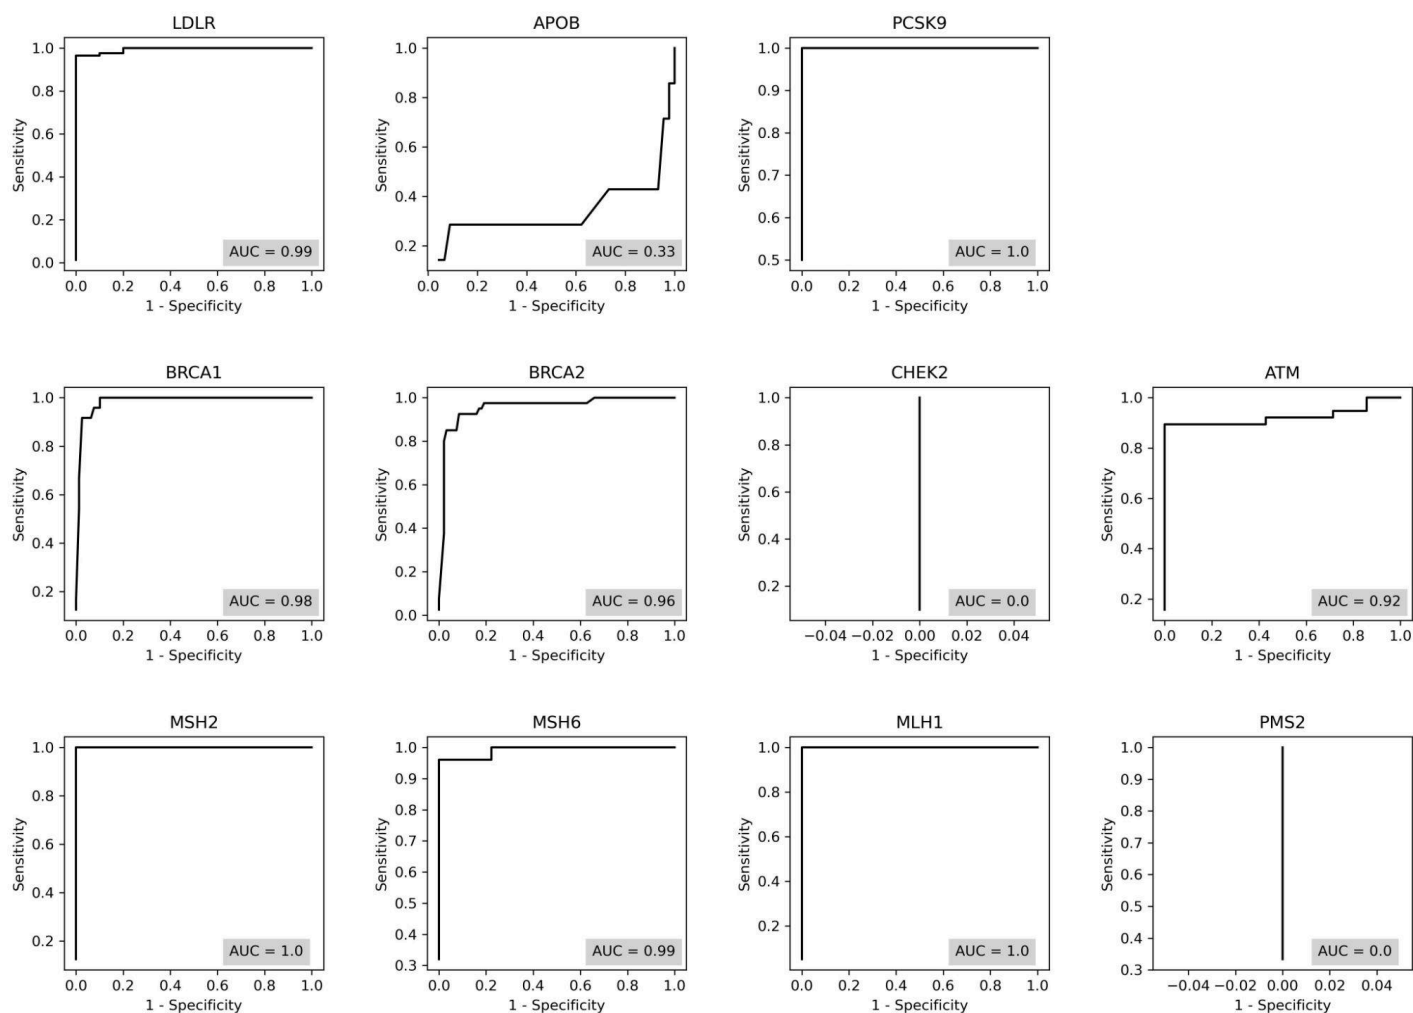 LDLR
Sensitivity
1.0
0.8
0.6
0.4
0.2
0.0
AUC = 0.99
0.0 0.2 0.4 0.6 0.8 1.0
1 - Specificity
APOB
Sensitivity
1.0
0.8
0.6
0.4
0.2
AUC = 0.33
0.0 0.2 0.4 0.6 0.8 1.0
1 - Specificity
PCSK9
Sensitivity
1.0
0.9
0.8
0.7
0.6
0.5
AUC = 1.0
0.0 0.2 0.4 0.6 0.8 1.0
1 - Specificity
BRCA1
Sensitivity
1.0
0.8
0.6
0.4
0.2
AUC = 0.98
0.0 0.2 0.4 0.6 0.8 1.0
1 - Specificity
BRCA2
Sensitivity
1.0
0.8
0.6
0.4
0.2
0.0
AUC = 0.96
0.0 0.2 0.4 0.6 0.8 1.0
1 - Specificity
CHEK2
Sensitivity
1.0
0.8
0.6
0.4
0.2
AUC = 0.0
−0.04 −0.02 0.00 0.02 0.04
1 - Specificity
ATM
Sensitivity
1.0
0.8
0.6
0.4
0.2
AUC = 0.92
0.0 0.2 0.4 0.6 0.8 1.0
1 - Specificity
MSH2
Sensitivity
1.0
0.8
0.6
0.4
0.2
AUC = 1.0
0.0 0.2 0.4 0.6 0.8 1.0
1 - Specificity
MSH6
Sensitivity
1.0
0.9
0.8
0.7
0.6
0.5
0.4
0.3
AUC = 0.99
0.0 0.2 0.4 0.6 0.8 1.0
1 - Specificity
MLH1
Sensitivity
1.0
0.8
0.6
0.4
0.2
AUC = 1.0
0.0 0.2 0.4 0.6 0.8 1.0
1 - Specificity
PMS2
Sensitivity
1.0
0.9
0.8
0.7
0.6
0.5
0.4
0.3
AUC = 0.0
−0.04 −0.02 0.00 0.02 0.04
1 - Specificity